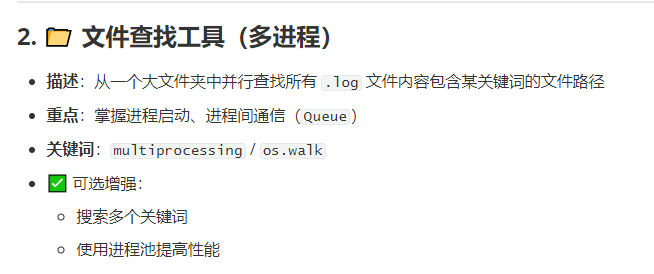 2. 📁 文件查找工具（多进程）
• 描述：从一个大文件夹中并行查找所有 .log 文件内容包含某关键词的文件路径
• 重点：掌握进程启动、进程间通信（Queue）
• 关键词：multiprocessing / os.walk
• ✅ 可选增强：
○ 搜索多个关键词
○ 使用进程池提高性能